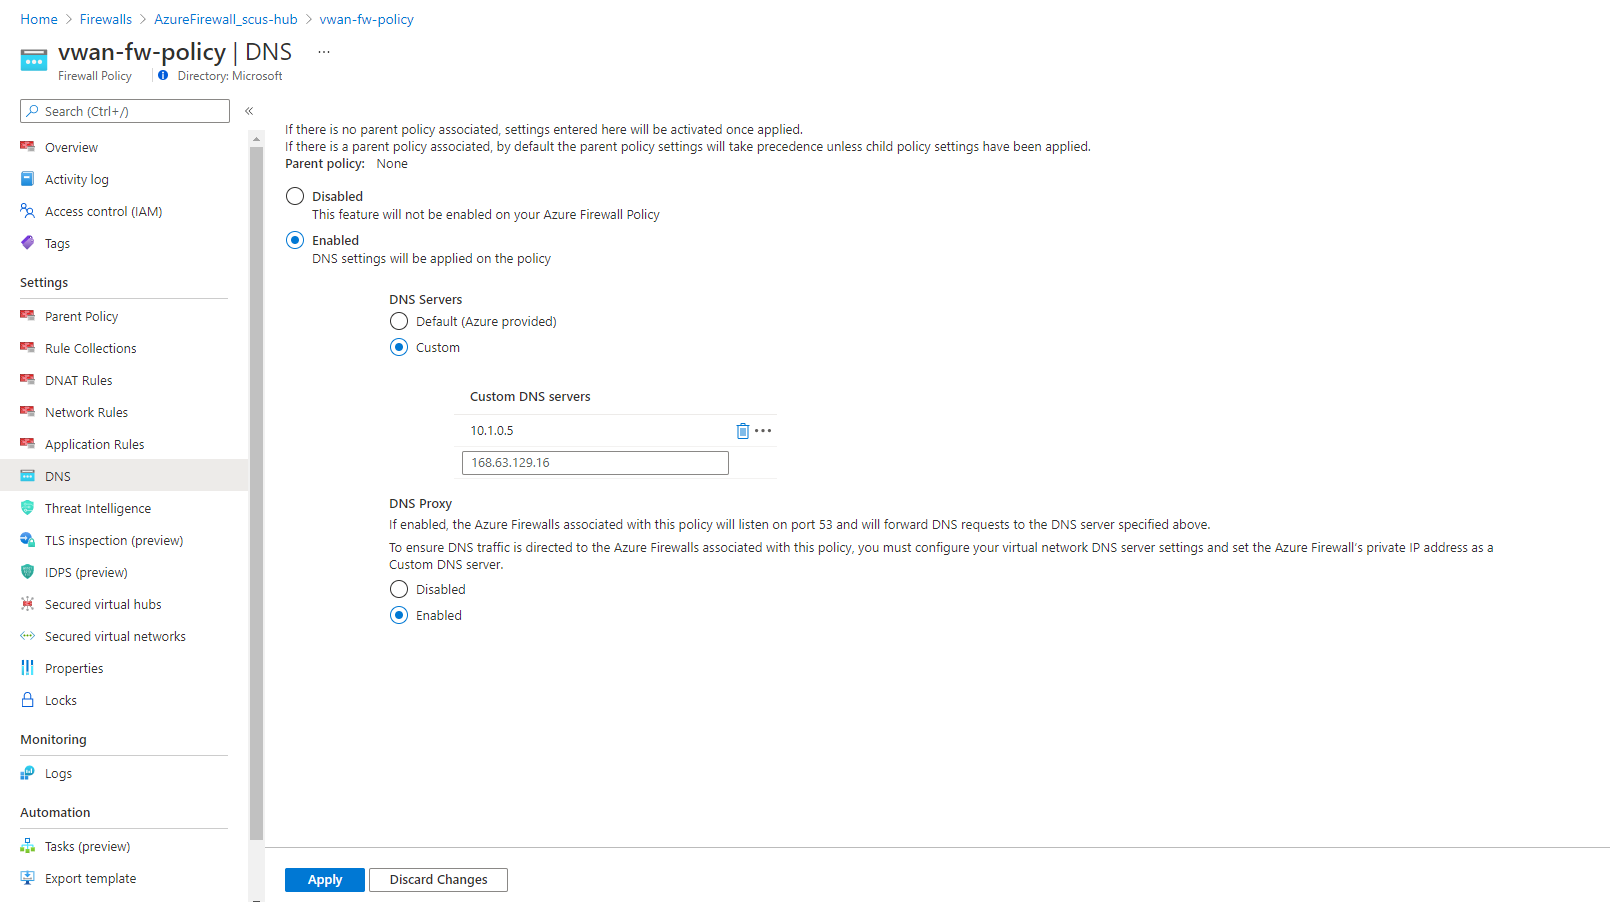 Home > Firewalls > AzureFirewall_scus-hub > vwan-fw-policy
vwan-fw-policy | DNS ...
Firewall Policy | Directory: Microsoft
Search (Ctrl+/) «
Overview
Activity log
Access control (IAM)
Tags
Settings
Parent Policy
Rule Collections
DNAT Rules
Network Rules
Application Rules
DNS
Threat Intelligence
TLS inspection (preview)
IDPS (preview)
Secured virtual hubs
Secured virtual networks
Properties
Locks
Monitoring
Logs
Automation
Tasks (preview)
Export template
If there is no parent policy associated, settings entered here will be activated once applied.
If there is a parent policy associated, by default the parent policy settings will take precedence unless child policy settings have been applied.
Parent policy: None
Disabled
This feature will not be enabled on your Azure Firewall Policy
Enabled
DNS settings will be applied on the policy
DNS Servers
Default (Azure provided)
Custom
Custom DNS servers
10.1.0.5
168.63.129.16
DNS Proxy
If enabled, the Azure Firewalls associated with this policy will listen on port 53 and will forward DNS requests to the DNS server specified above.
To ensure DNS traffic is directed to the Azure Firewalls associated with this policy, you must configure your virtual network DNS server settings and set the Azure Firewall's private IP address as a
Custom DNS server.
Disabled
Enabled
Apply
Discard Changes